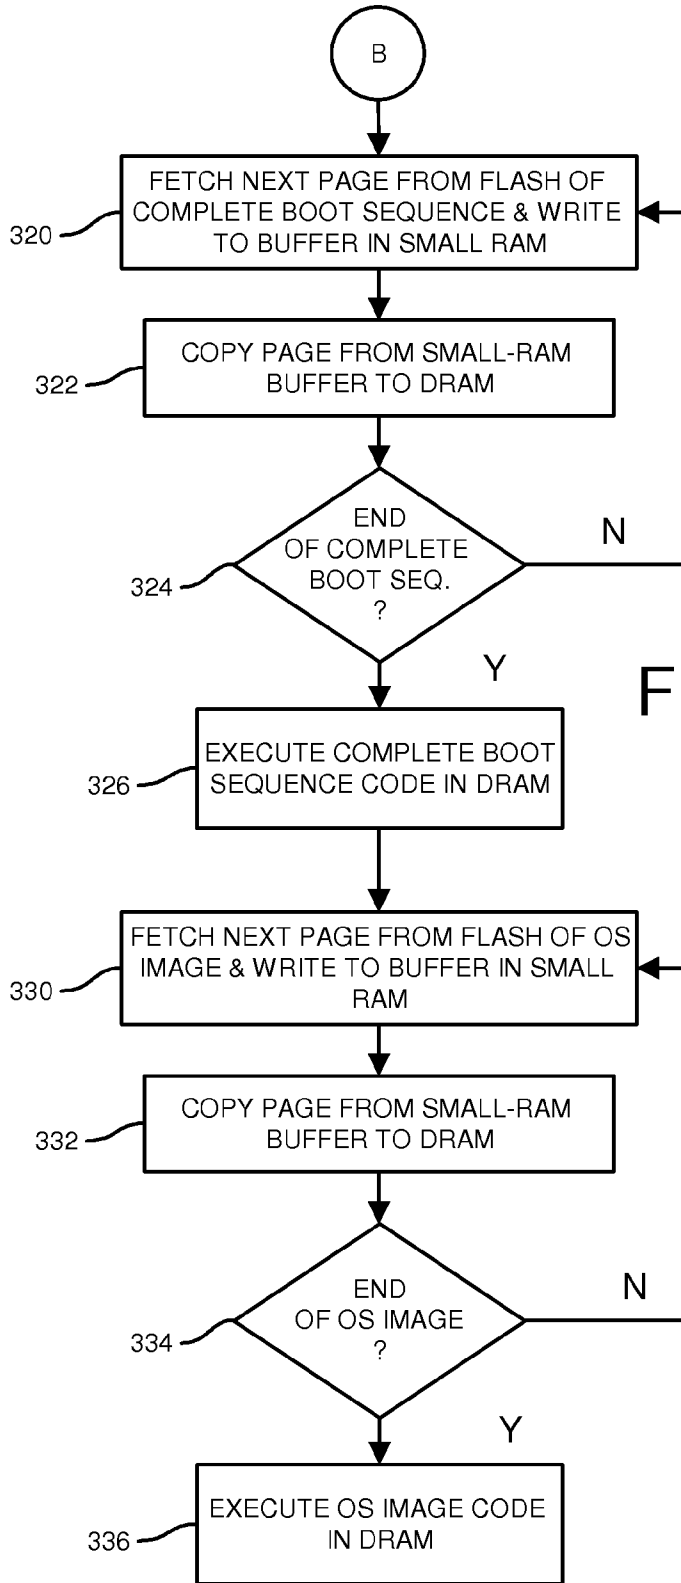 B
FETCH NEXT PAGE FROM FLASH OF
COMPLETE BOOT SEQUENCE & WRITE
TO BUFFER IN SMALL RAM
320
COPY PAGE FROM SMALL-RAM
BUFFER TO DRAM
322
END
OF COMPLETE
BOOT SEQ.
?
N
324
Y
F
EXECUTE COMPLETE BOOT
SEQUENCE CODE IN DRAM
326
FETCH NEXT PAGE FROM FLASH OF OS
IMAGE & WRITE TO BUFFER IN SMALL
RAM
330
COPY PAGE FROM SMALL-RAM
BUFFER TO DRAM
332
END
OF OS IMAGE
?
N
334
Y
EXECUTE OS IMAGE CODE
IN DRAM
336